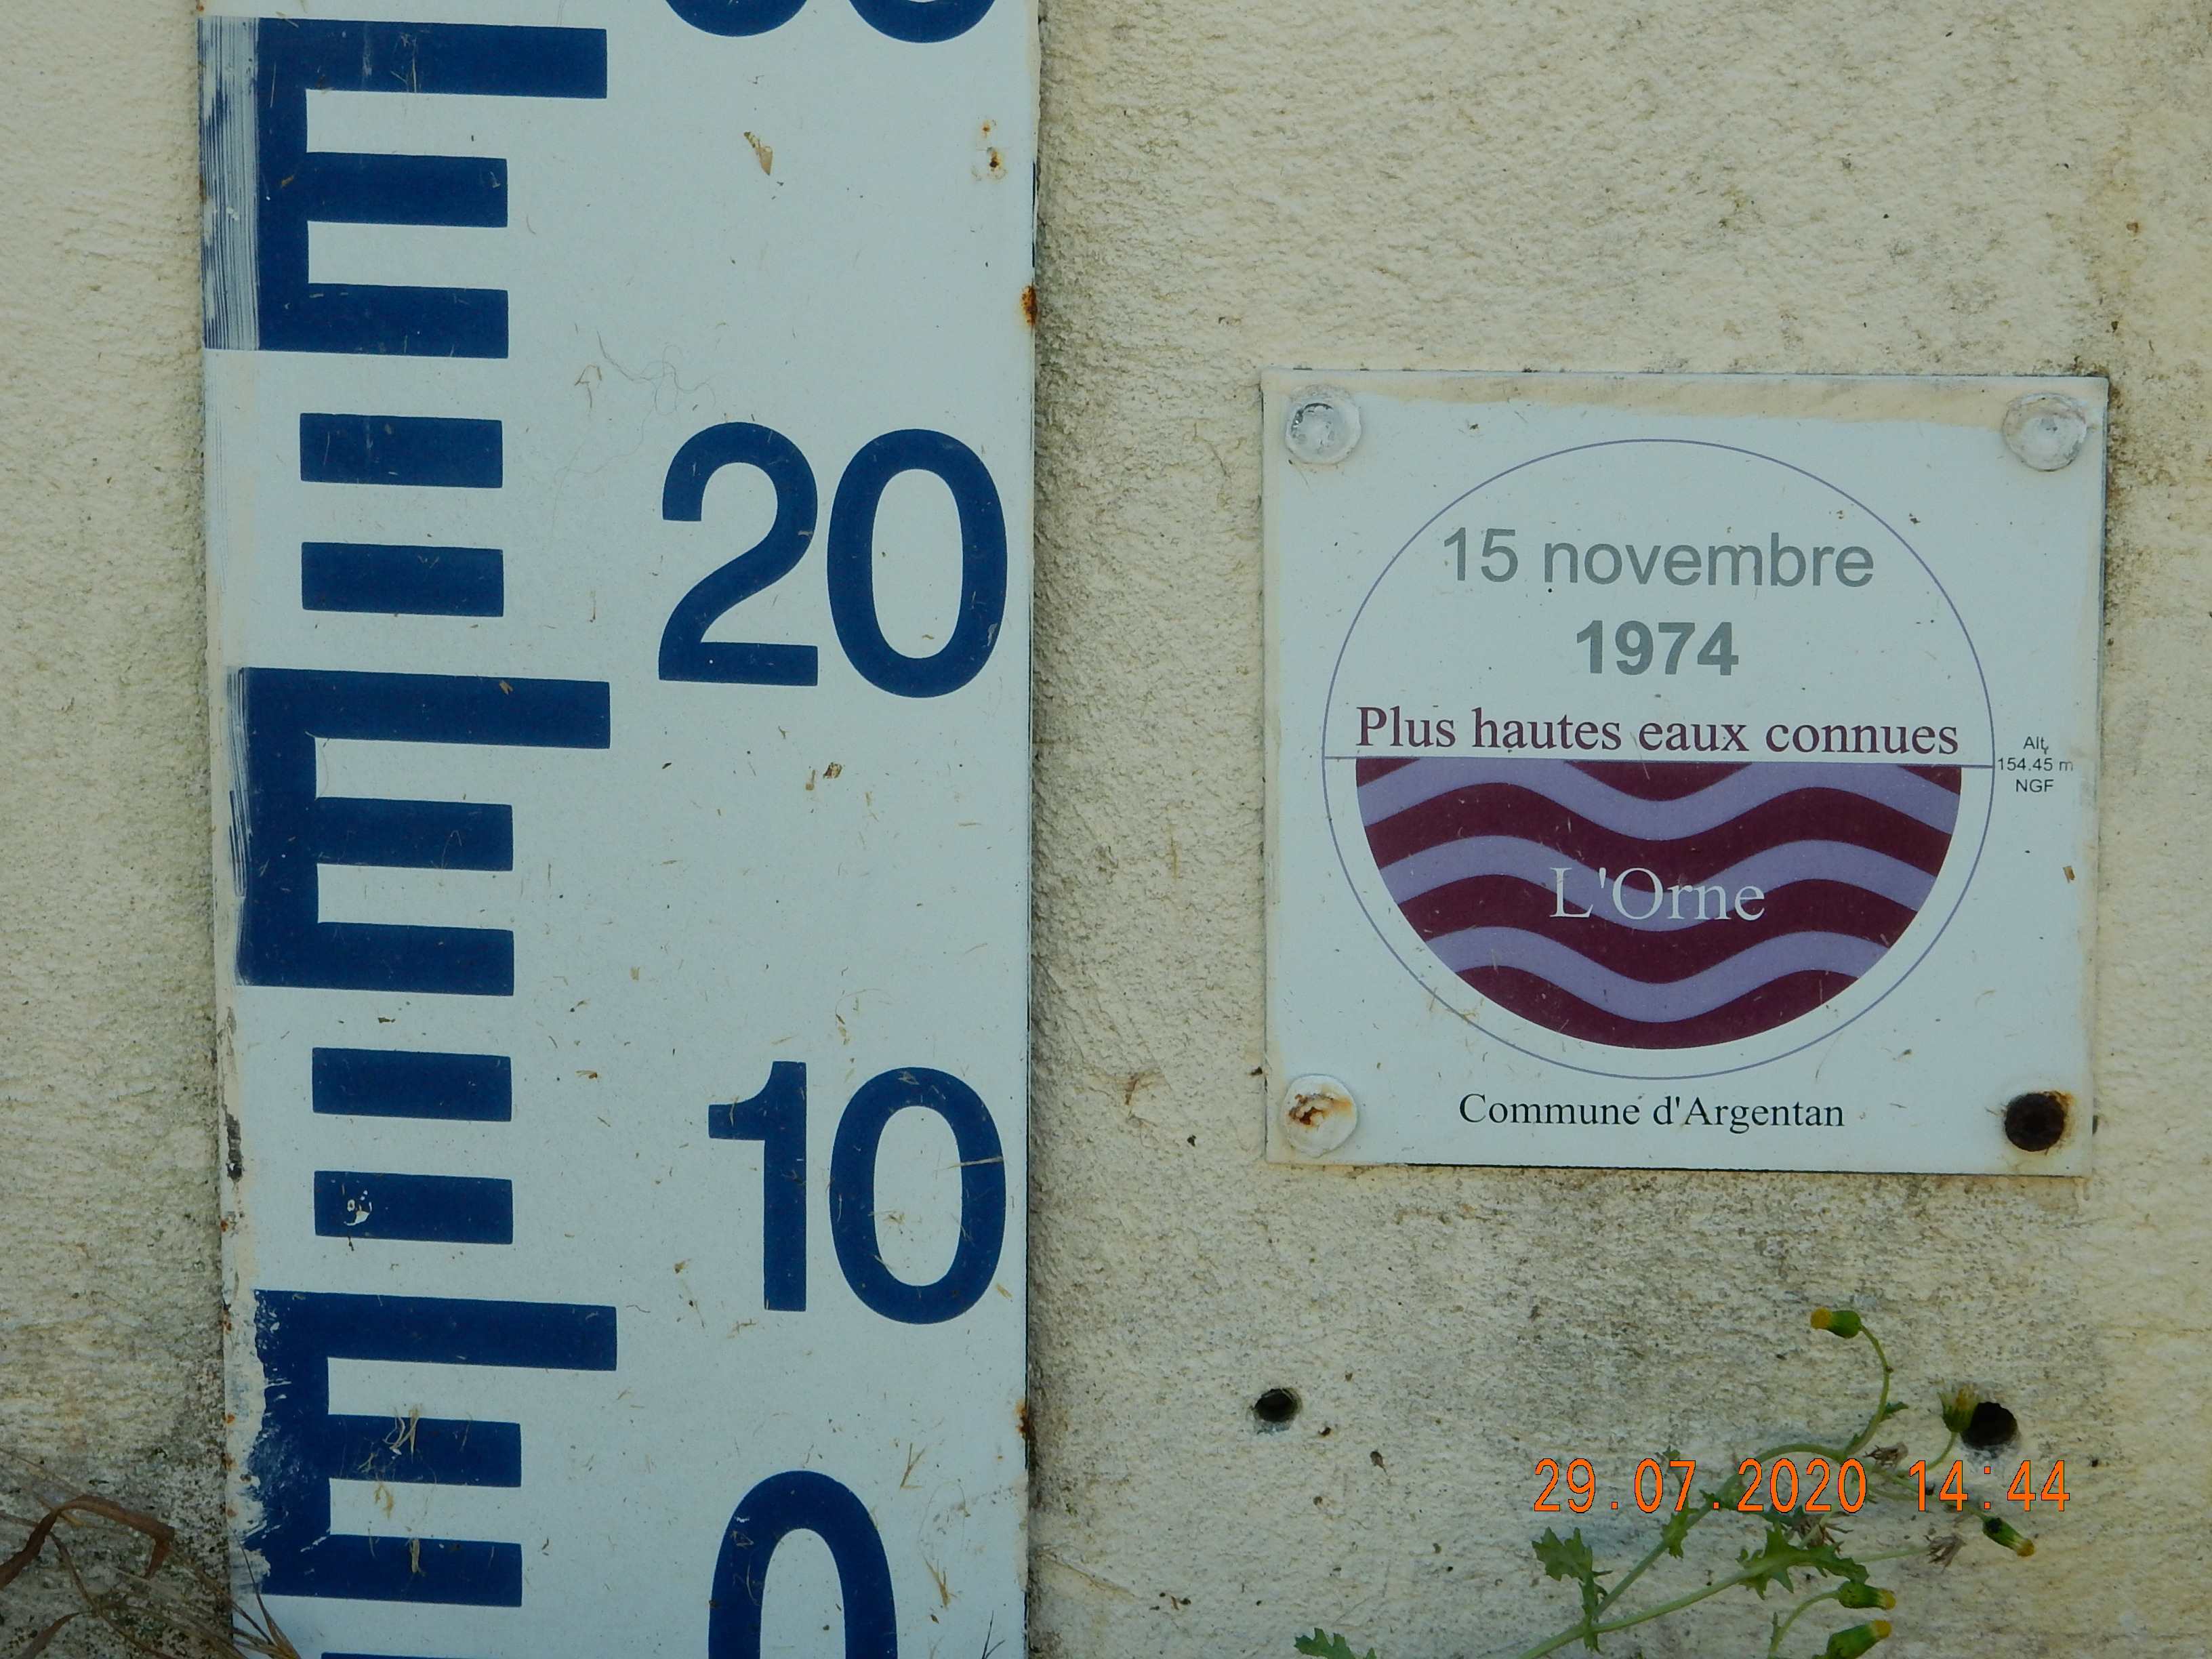 20
10
0
15 novembre
1974
Plus hautes eaux connues
Alt.
154.45 m
NGF
L'Orne
Commune d'Argentan
29.07.2020 14:44